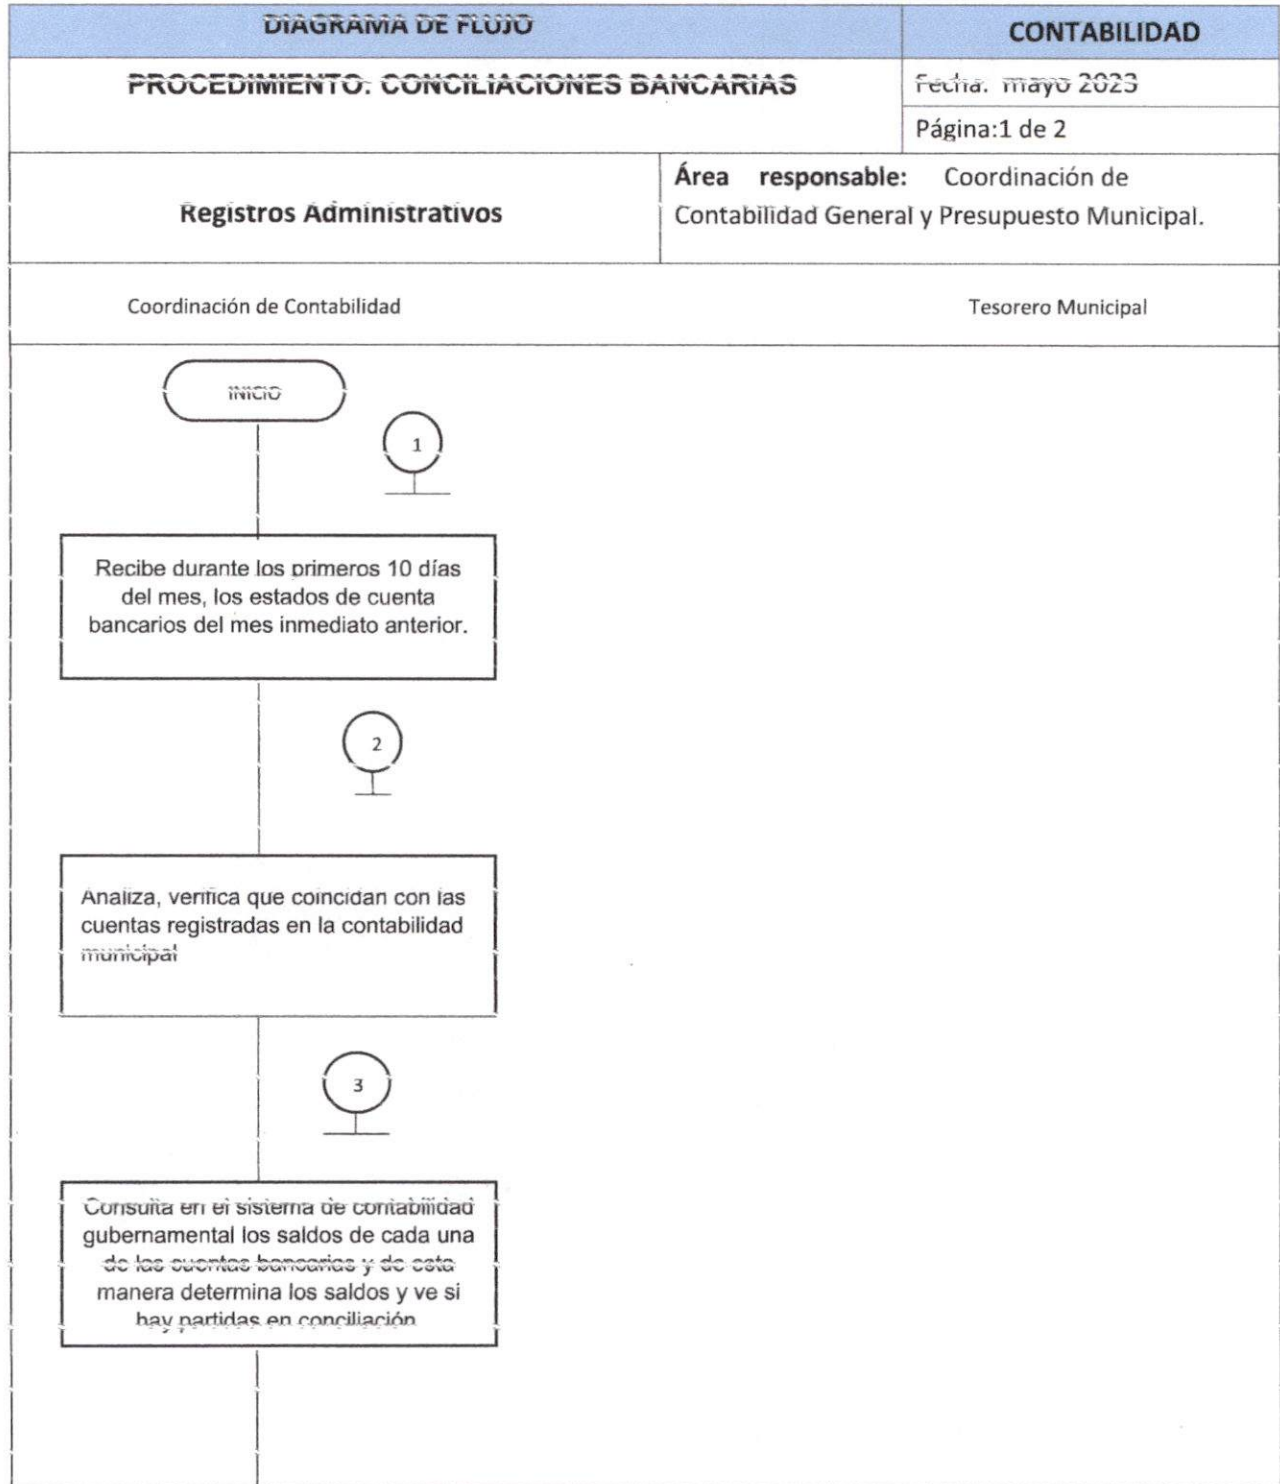 DIAGRAMA DE FLUJO
CONTABILIDAD
PROCEDIMIENTO: CONCILIACIONES BANCARIAS
Fecha: mayo 2023
Página:1 de 2
Registros Administrativos
Área responsable: Coordinación de
Contabilidad General y Presupuesto Municipal.
Coordinación de Contabilidad
Tesorero Municipal
INICIO
1
Recibe durante los primeros 10 días
del mes, los estados de cuenta
bancarios del mes inmediato anterior.
2
Analiza, verifica que coincidan con las
cuentas registradas en la contabilidad
municipal
3
Consulta en el sistema de contabilidad
gubernamental los saldos de cada una
de las cuentas bancarias y de esta
manera determina los saldos y ve si
hay partidas en conciliación